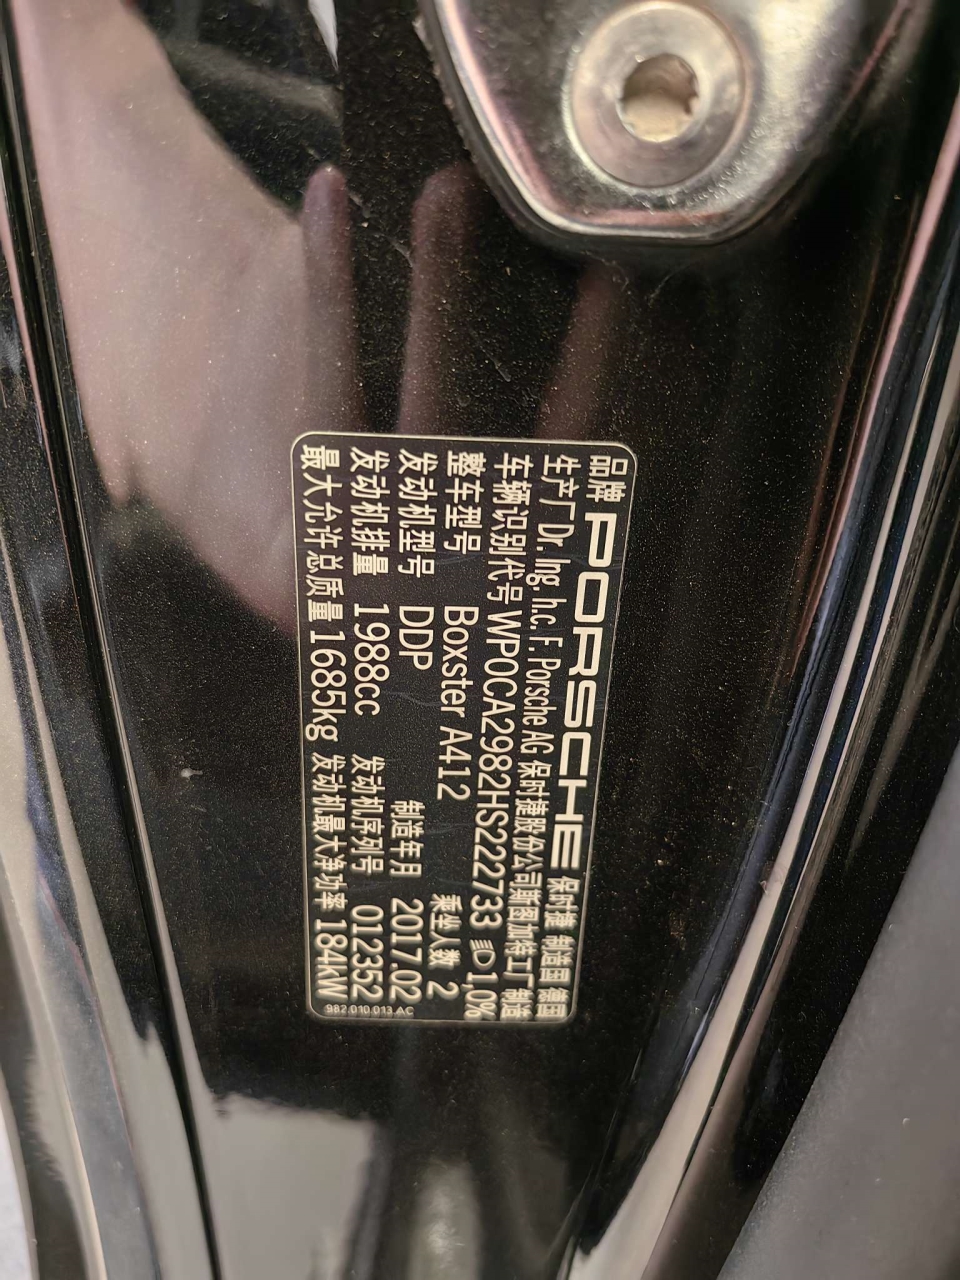 品牌 PORSCHE 保时捷 制造国 德国
生产厂 Dr. Ing. h.c. F. Porsche AG 保时捷股份公司斯图加特工厂 制造
车辆识别代号 WP0CA2982HS222733 1,0%
整车型号 Boxster A412 乘坐人数 2
发动机型号 DDP 制造年月 2017.02
发动机排量 1988cc 发动机序列号 012352
最大允许总质量 1685kg 发动机最大净功率 184kW
982.010.013.AC